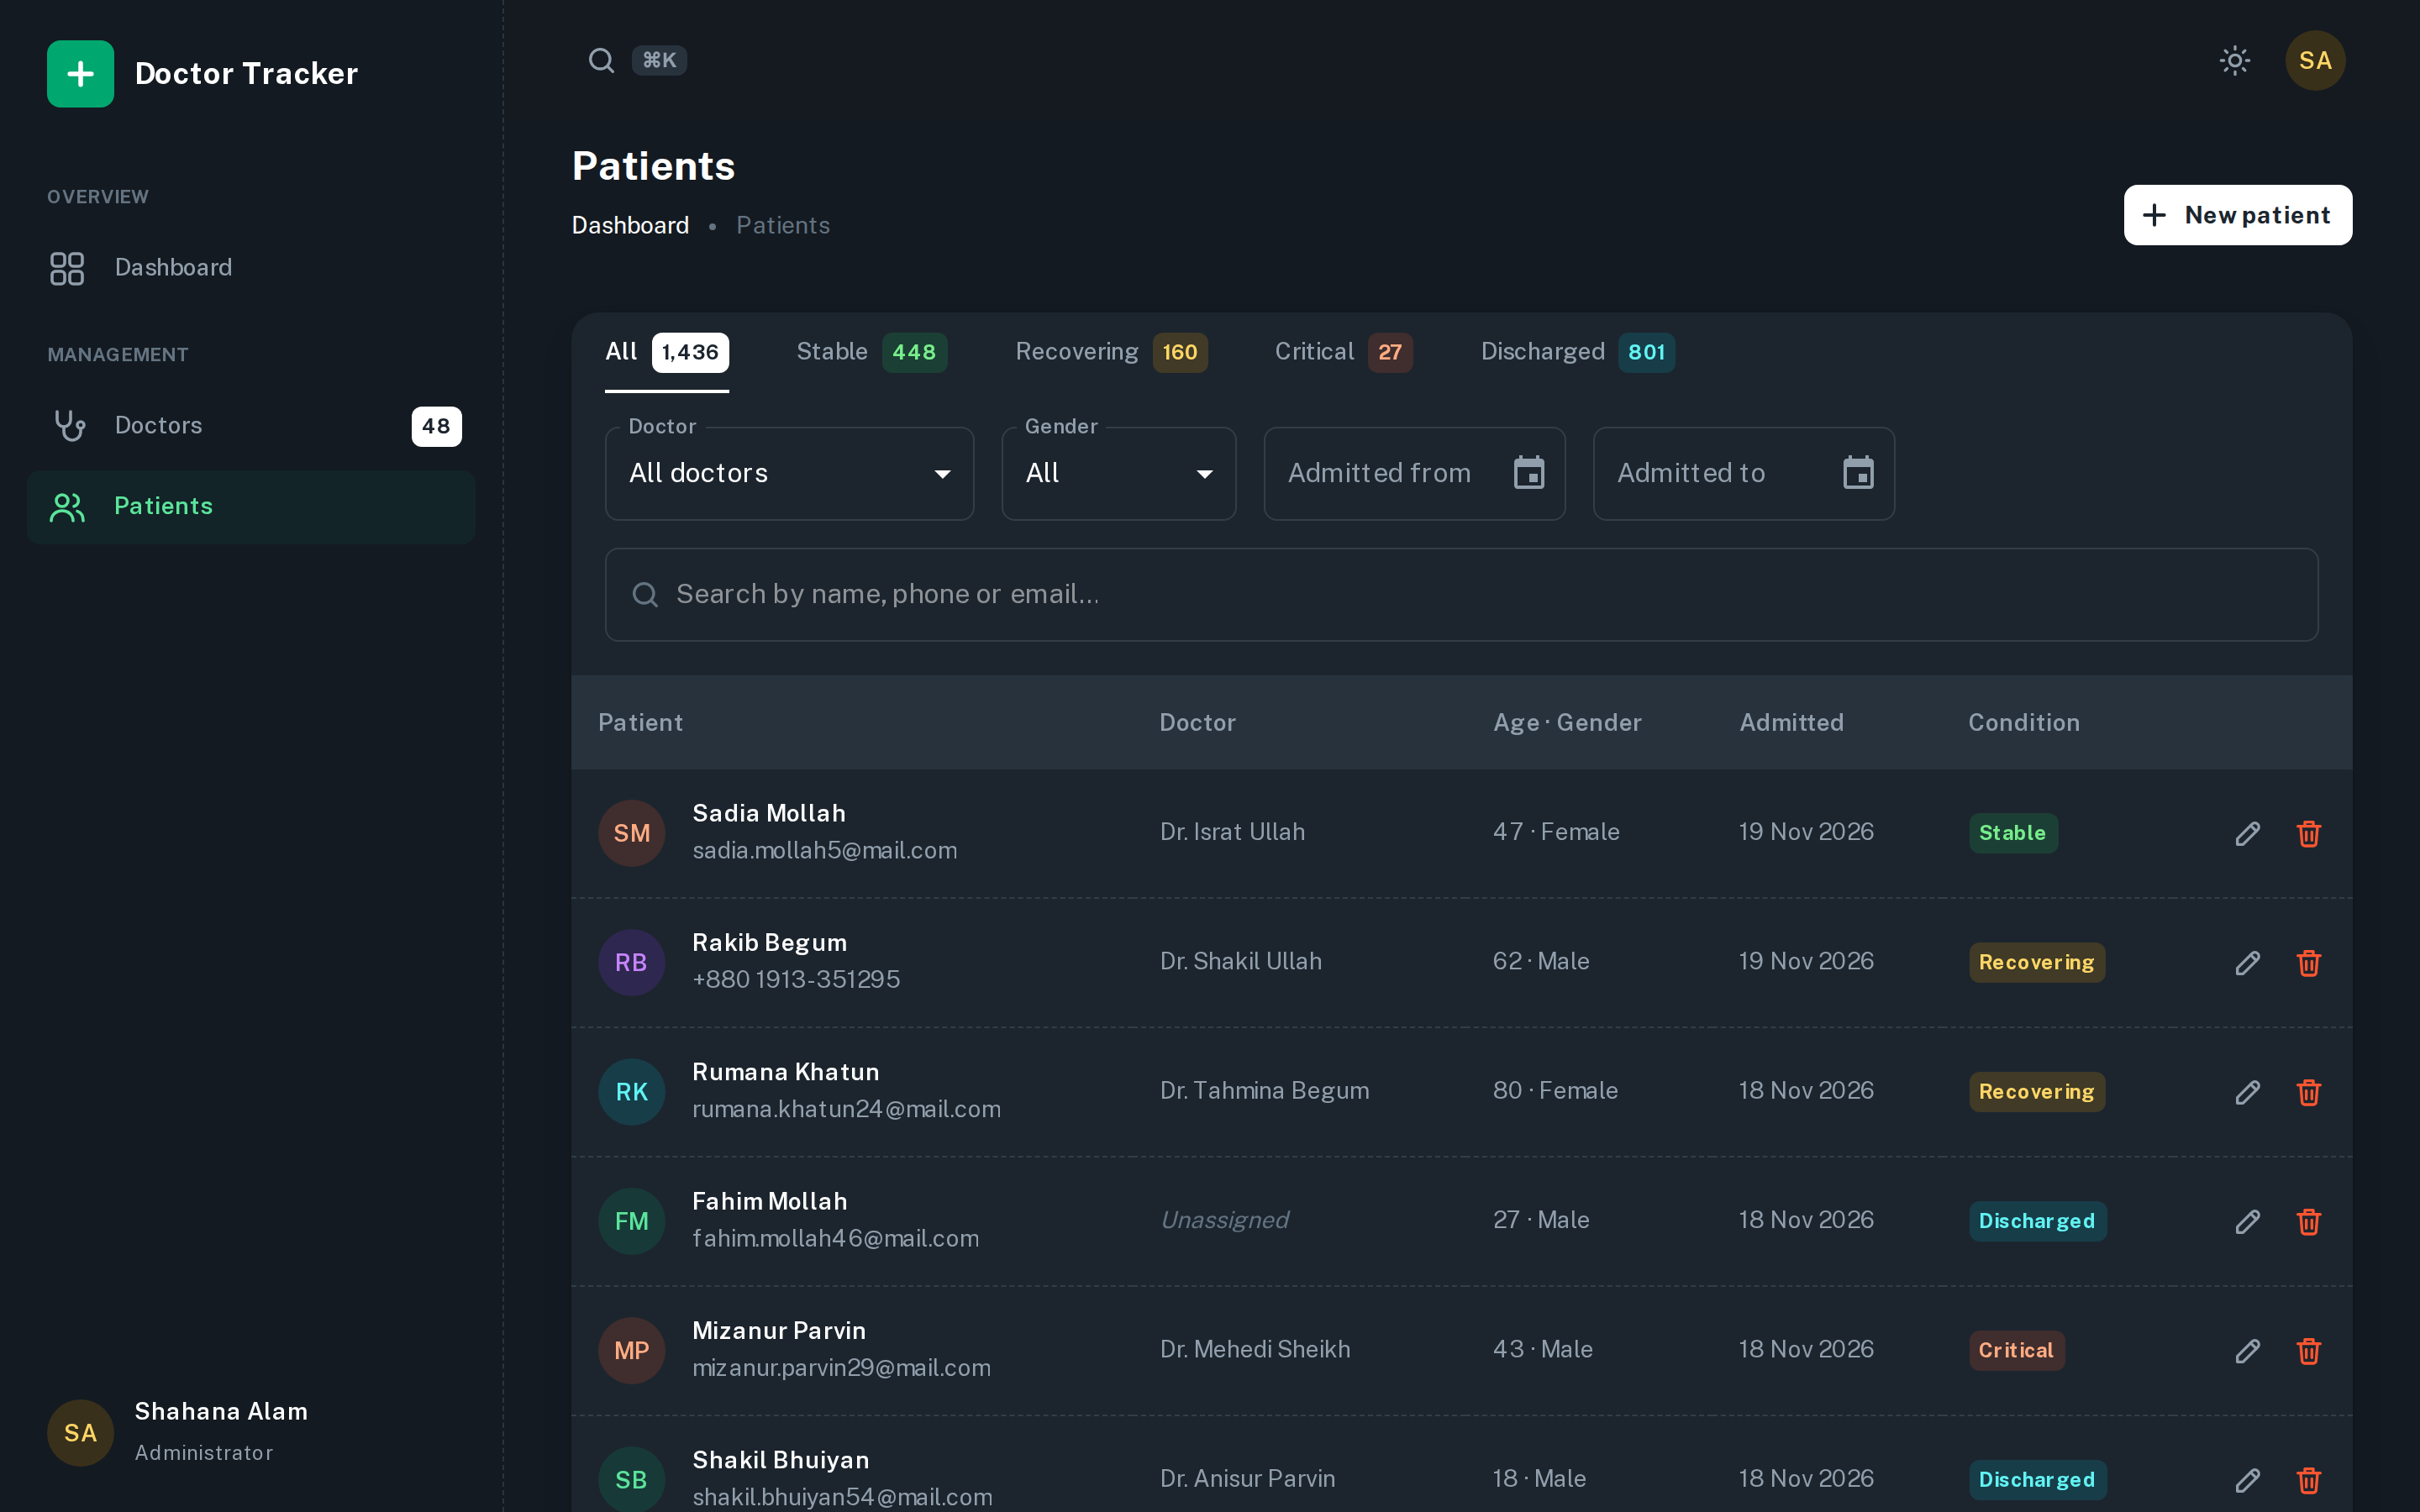 Doctor Tracker
OVERVIEW
Dashboard
MANAGEMENT
Doctors 48
Patients
SA Shahana Alam
Administrator
⌘K
SA
Patients
Dashboard • Patients
New patient
All 1,436 Stable 448 Recovering 160 Critical 27 Discharged 801
Doctor Gender
All doctors All Admitted from Admitted to
Search by name, phone or email...
Patient Doctor Age · Gender Admitted Condition
SM Sadia Mollah Dr. Israt Ullah 47 · Female 19 Nov 2026 Stable
sadia.mollah5@mail.com
RB Rakib Begum Dr. Shakil Ullah 62 · Male 19 Nov 2026 Recovering
+880 1913-351295
RK Rumana Khatun Dr. Tahmina Begum 80 · Female 18 Nov 2026 Recovering
rumana.khatun24@mail.com
FM Fahim Mollah Unassigned 27 · Male 18 Nov 2026 Discharged
fahim.mollah46@mail.com
MP Mizanur Parvin Dr. Mehedi Sheikh 43 · Male 18 Nov 2026 Critical
mizanur.parvin29@mail.com
SB Shakil Bhuiyan Dr. Anisur Parvin 18 · Male 18 Nov 2026 Discharged
shakil.bhuiyan54@mail.com